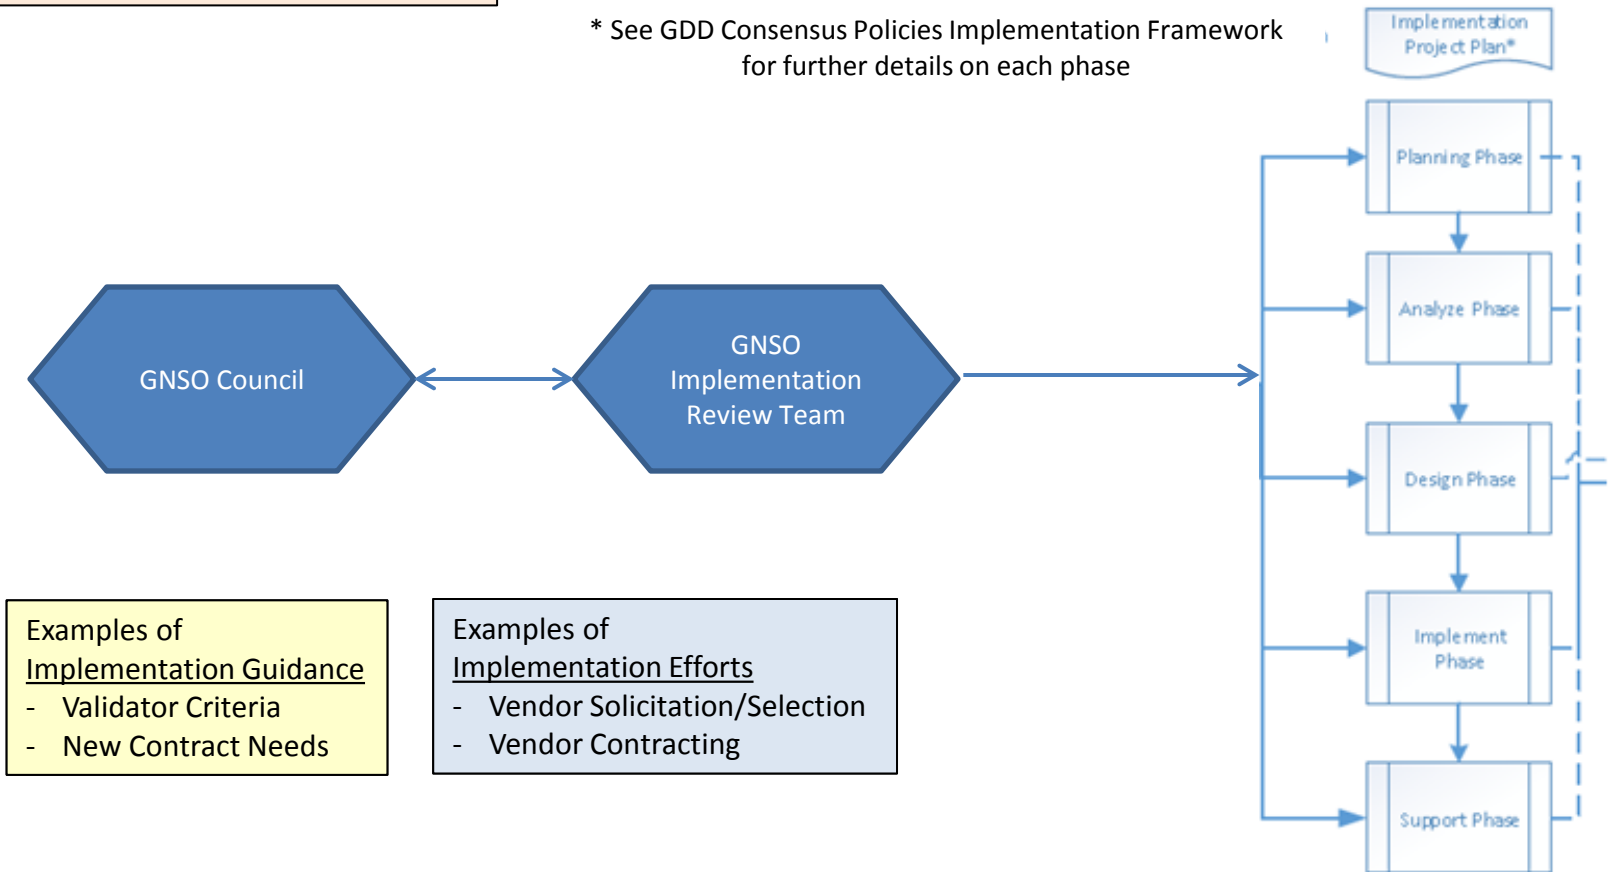 * See GDD Consensus Policies Implementation Framework
for further details on each phase
Implementation
Project Plan*
Planning Phase
Analyze Phase
Design Phase
Implement
Phase
Support Phase
GNSO Council
GNSO
Implementation
Review Team
Examples of
Implementation Guidance
- Validator Criteria
- New Contract Needs
Examples of
Implementation Efforts
- Vendor Solicitation/Selection
- Vendor Contracting